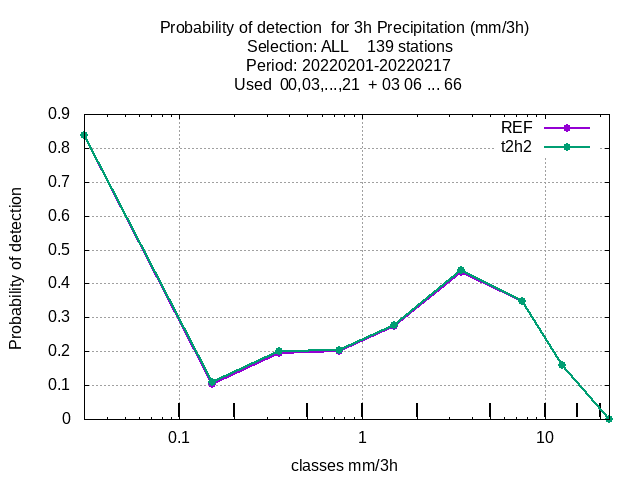 Probability of detection  for 3h Precipitation (mm/3h)
Selection: ALL    139 stations
Period: 20220201-20220217
Used  00,03,...,21  + 03 06 ... 66
REF
t2h2
0.9
0.8
0.7
0.6
0.5
0.4
0.3
0.2
0.1
0
Probability of detection
0.1
1
10
classes mm/3h